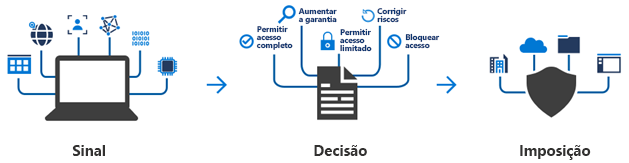 Aumentar
a garantia
Corrigir
riscos
Permitir
acesso
completo
Permitir
acesso
limitado
Bloquear
acesso
Sinal
Decisão
Imposição